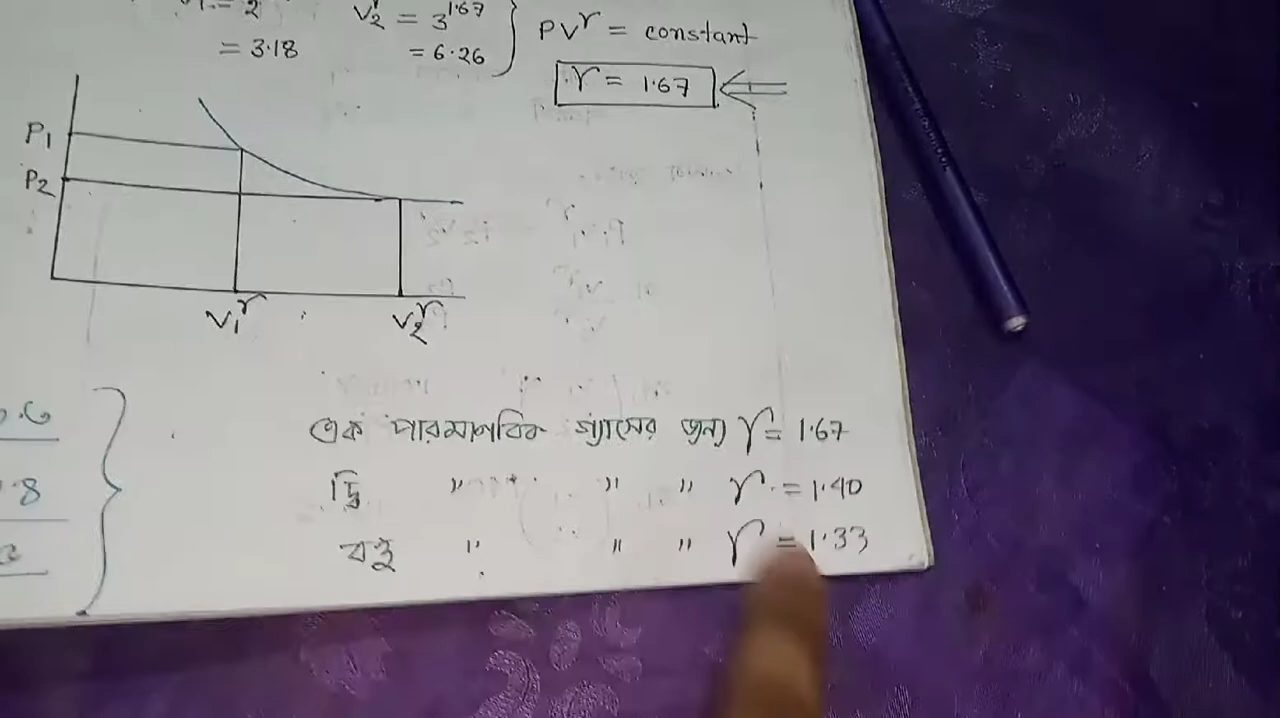 = 2
V₂^γ = 3^1.67
= 3.18
= 6.26
PV^γ = constant
γ = 1.67
P₁
P₂
V₁^γ
V₂^γ
এক পারমাণবিক গ্যাসের জন্য γ = 1.67
দ্বি " " " γ = 1.40
বহু " " " γ = 1.33